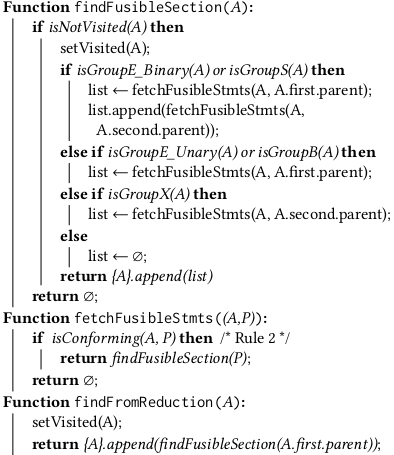 Function findFusibleSection(A):
if isNotVisited(A) then
setVisited(A);
if isGroupE_Binary(A) or isGroupS(A) then
list ← fetchFusibleStmts(A, A.first.parent);
list.append(fetchFusibleStmts(A,
A.second.parent));
else if isGroupE_Unary(A) or isGroupB(A) then
list ← fetchFusibleStmts(A, A.first.parent);
else if isGroupX(A) then
list ← fetchFusibleStmts(A, A.second.parent);
else
list ← ∅;
return {A}.append(list)
return ∅;
Function fetchFusibleStmts((A,P)):
if isConforming(A, P) then /* Rule 2 */
return findFusibleSection(P);
return ∅;
Function findFromReduction(A):
setVisited(A);
return {A}.append(findFusibleSection(A.first.parent));